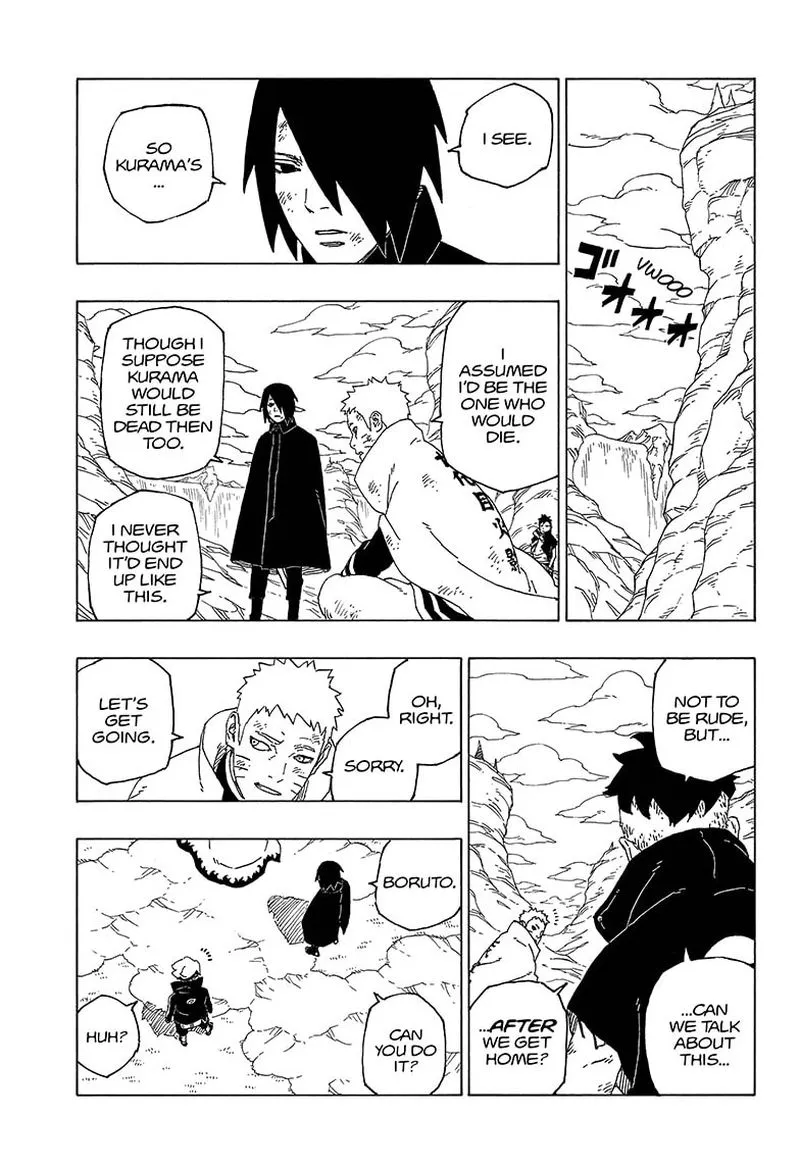 ゴォォォ
VWOOO
I SEE.
SO
KURAMA'S
...
I
ASSUMED
I'D BE THE
ONE WHO
WOULD
DIE.
THOUGH I
SUPPOSE
KURAMA
WOULD
STILL BE
DEAD THEN
TOO.
I NEVER
THOUGHT
IT'D END
UP LIKE
THIS.
NOT TO
BE RUDE,
BUT...
...CAN
WE TALK
ABOUT
THIS...
...AFTER
WE GET
HOME?
OH,
RIGHT.
SORRY.
LET'S
GET
GOING.
BORUTO.
CAN
YOU DO
IT?
HUH?